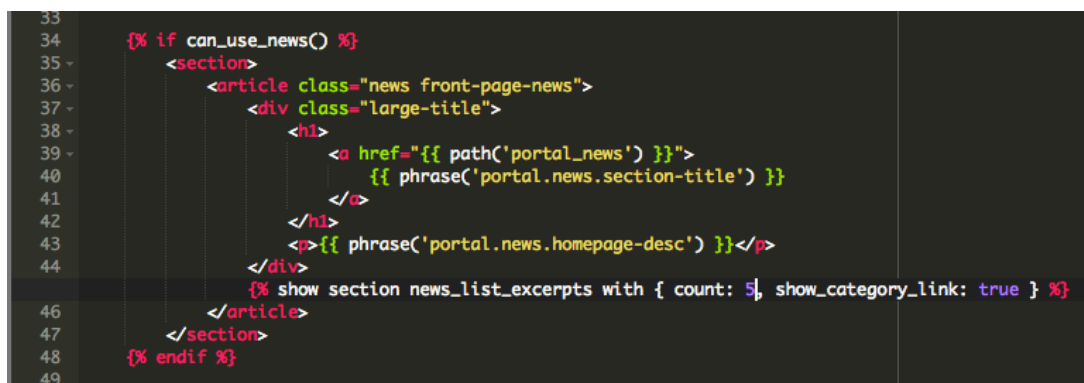 33
34 {% if can_use_news() %}
35 <section>
36 <article class="news front-page-news">
37 <div class="large-title">
38 <h1>
39 <a href="{{ path('portal_news') }}">
40 {{ phrase('portal.news.section-title') }}
41 </a>
42 </h1>
43 <p>{{ phrase('portal.news.homepage-desc') }}</p>
44 </div>
{% show section news_list_excerpts with { count: 5, show_category_link: true } %}
46 </article>
47 </section>
48 {% endif %}
49